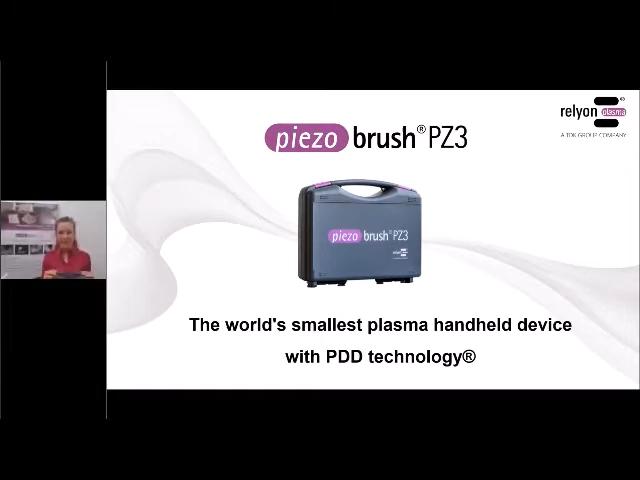 piezo brush® PZ3
relyon plasma®
A TDK GROUP COMPANY
piezo brush® PZ3
The world's smallest plasma handheld device
with PDD technology®